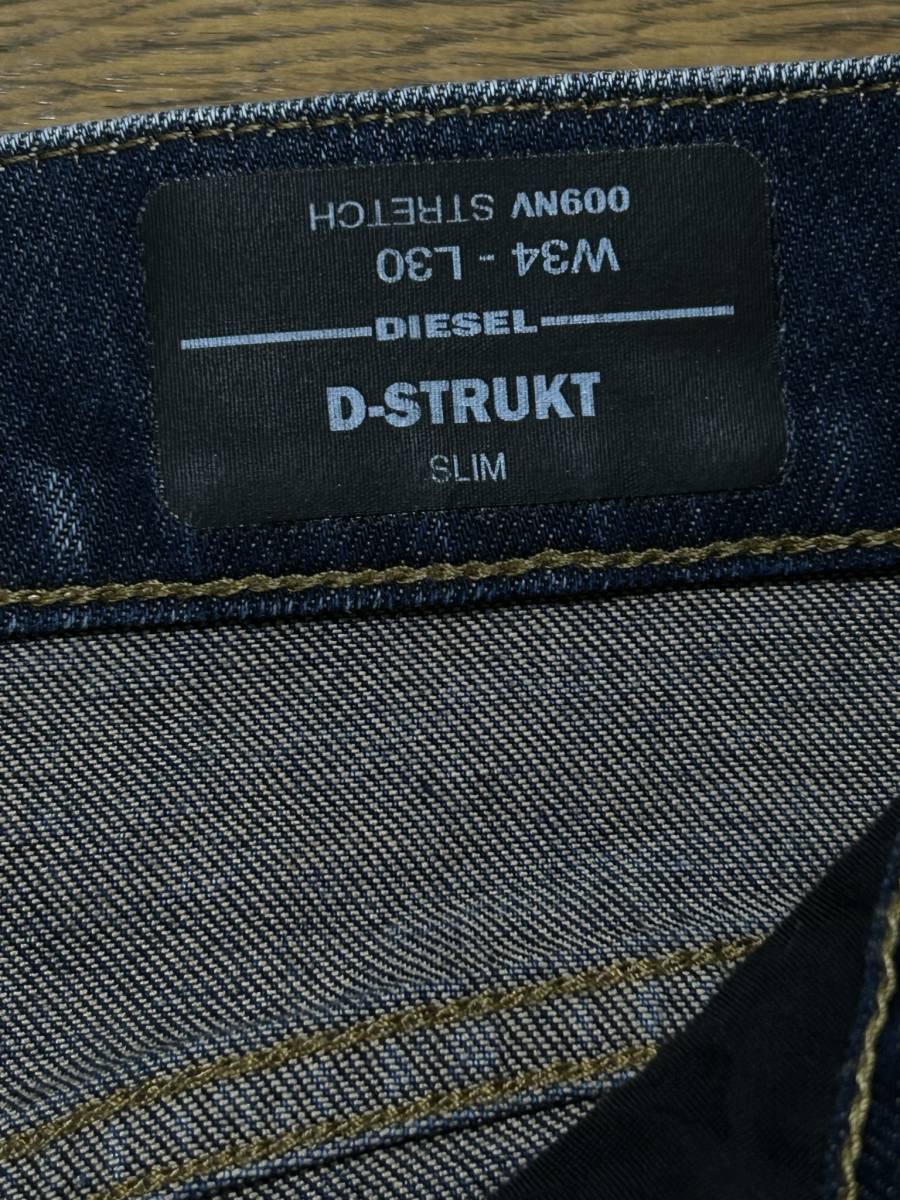 DIESEL
D-STRUKT
SLIM
W34 - L30
009NV STRETCH